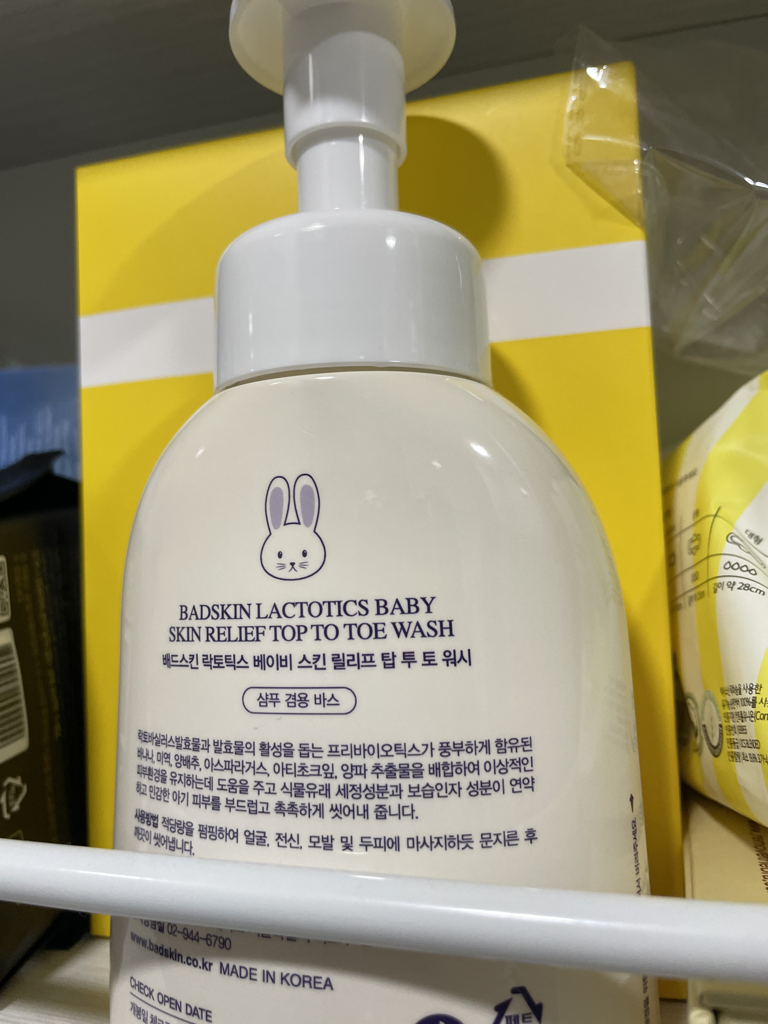 BADSKIN LACTOTICS BABY
SKIN RELIEF TOP TO TOE WASH
배드스킨 락토틱스 베이비 스킨 릴리프 탑 투 토 워시
샴푸 겸용 바스
락토바실러스발효물과 발효물의 활성을 돕는 프리바이오틱스가 풍부하게 함유된
바나나, 미역, 양배추, 아스파라거스, 아티초크잎, 양파 추출물을 배합하여 이상적인
피부환경을 유지하는데 도움을 주고 식물유래 세정성분과 보습인자 성분이 연약
하고 민감한 아기 피부를 부드럽고 촉촉하게 씻어내 줍니다.
사용방법 적당량을 펌핑하여 얼굴, 전신, 모발 및 두피에 마사지하듯 문지른 후
깨끗이 씻어냅니다.
02-944-6790
www.badskin.co.kr MADE IN KOREA
CHECK OPEN DATE
개봉일
페트
대형
길이 약 28cm